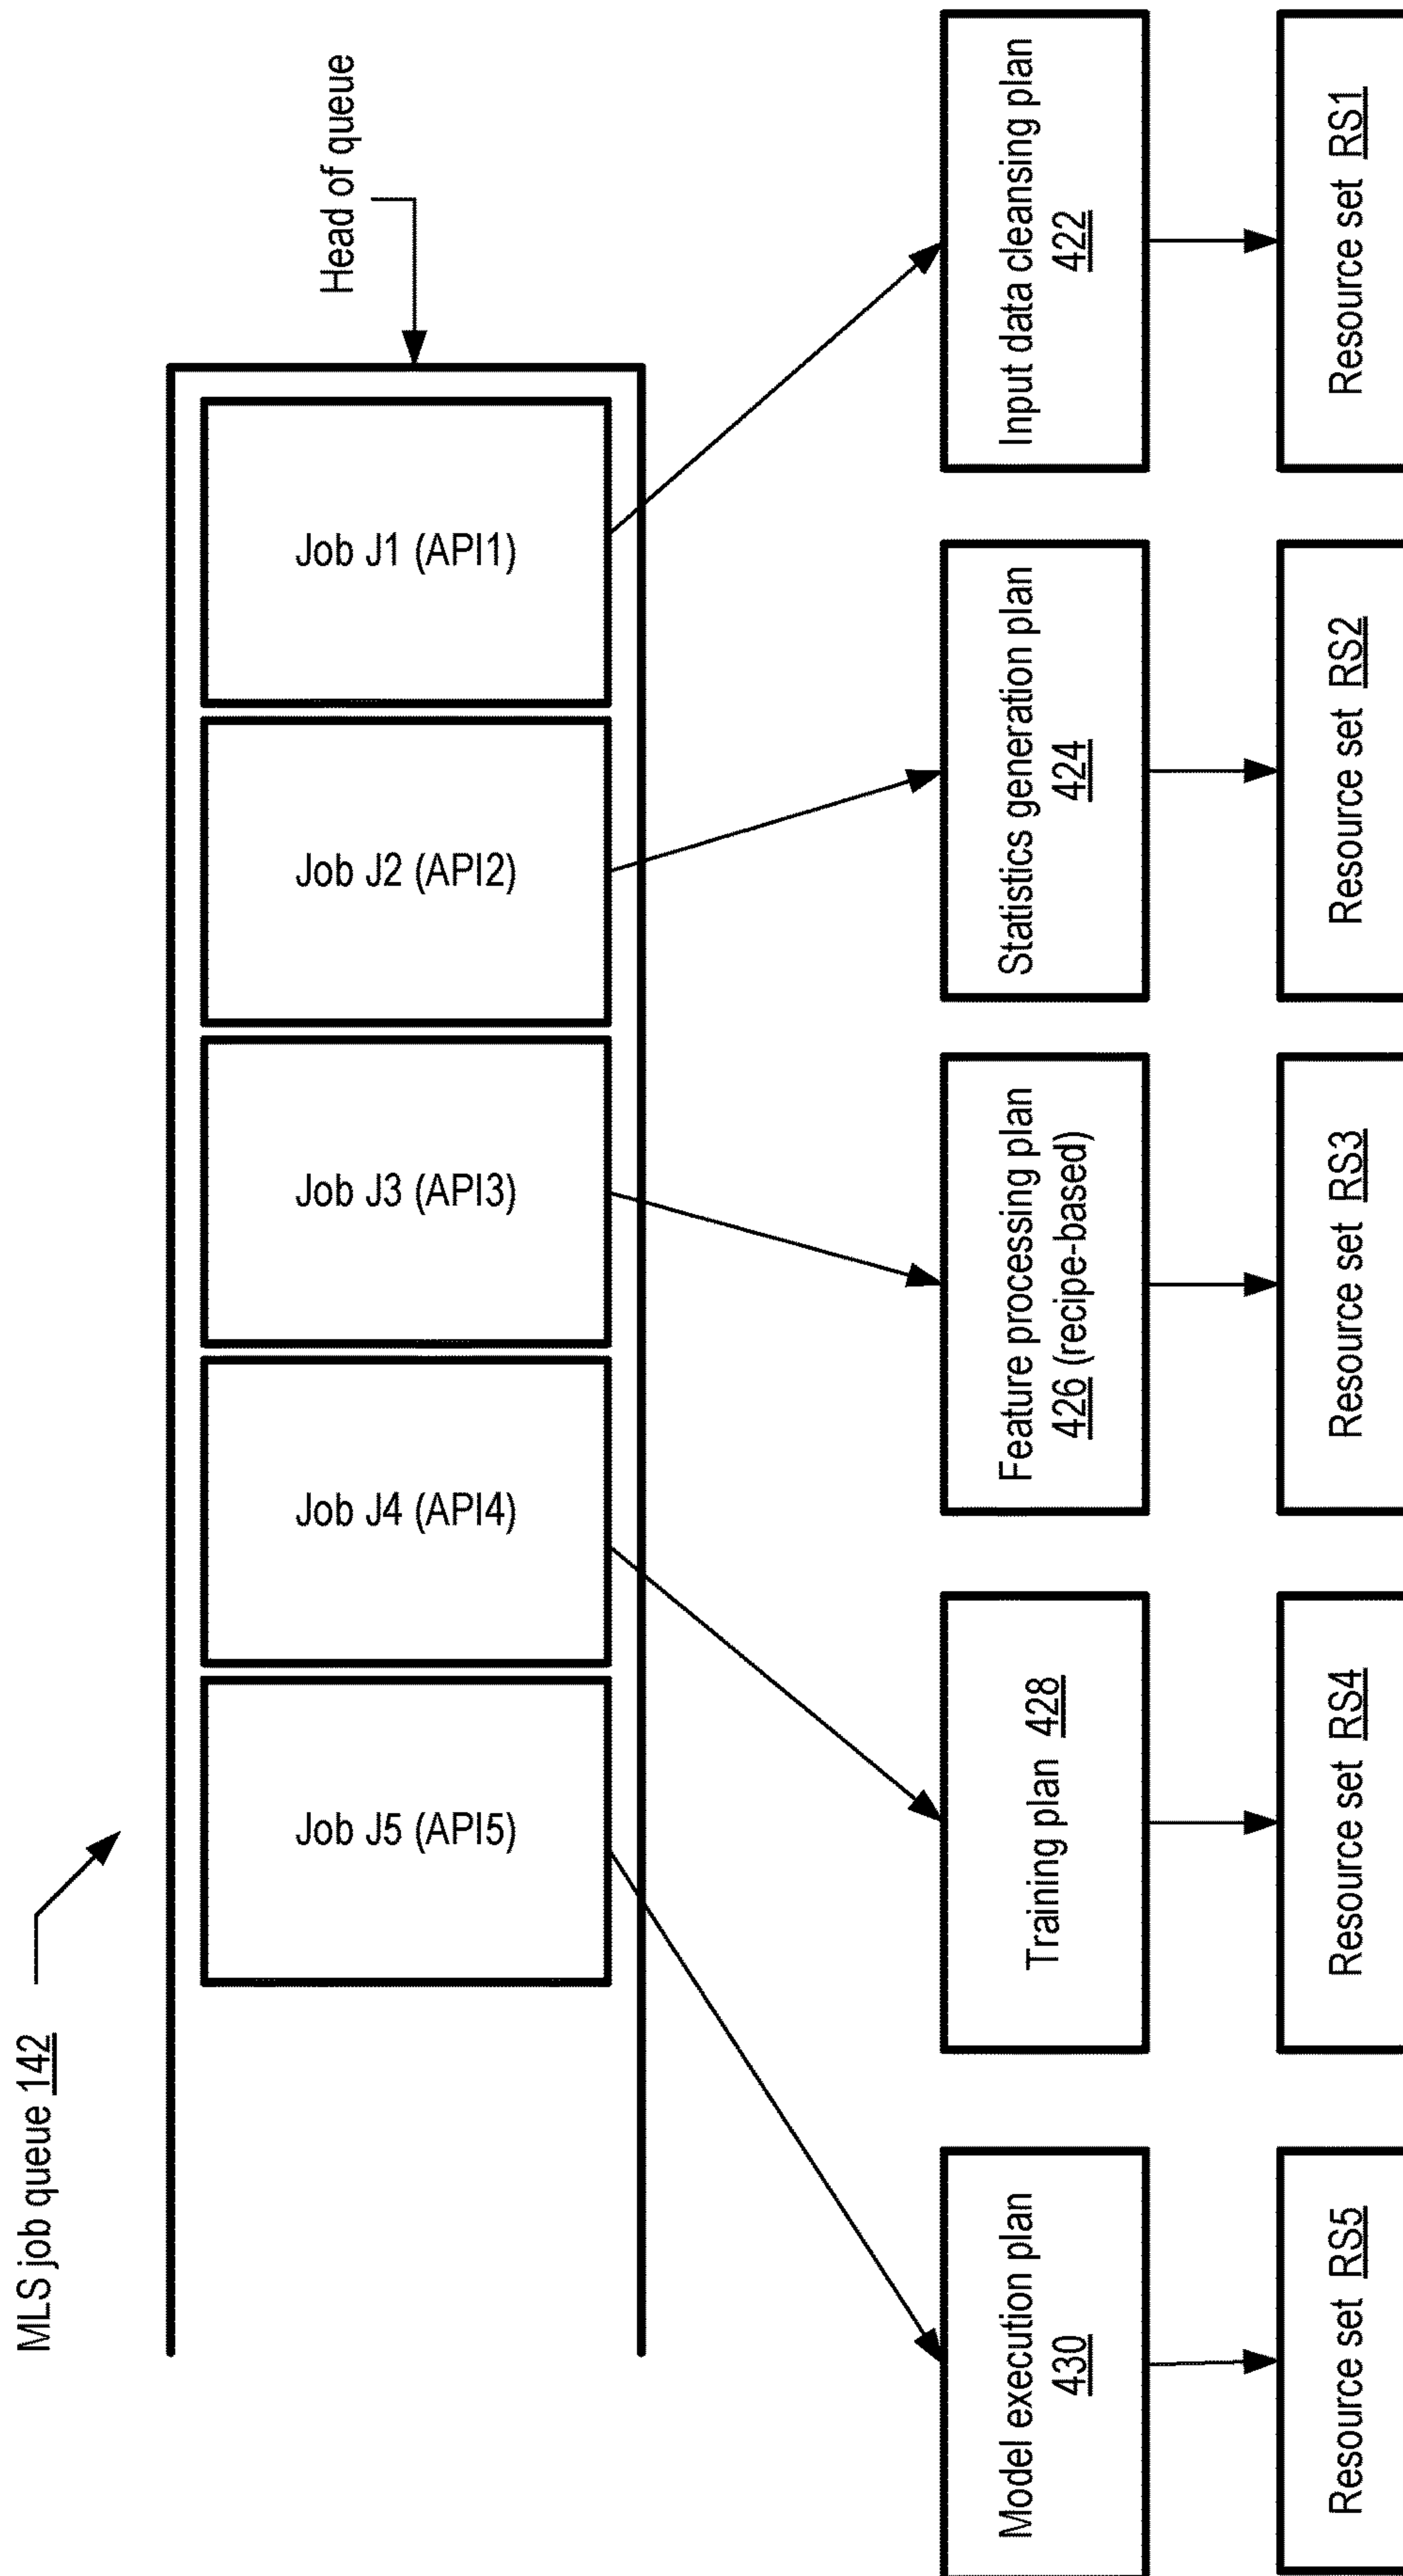 MLS job queue 142
Head of queue
Job J5 (API5)
Job J4 (API4)
Job J3 (API3)
Job J2 (API2)
Job J1 (API1)
Model execution plan
430
Training plan 428
Feature processing plan
426 (recipe-based)
Statistics generation plan
424
Input data cleansing plan
422
Resource set RS5
Resource set RS4
Resource set RS3
Resource set RS2
Resource set RS1